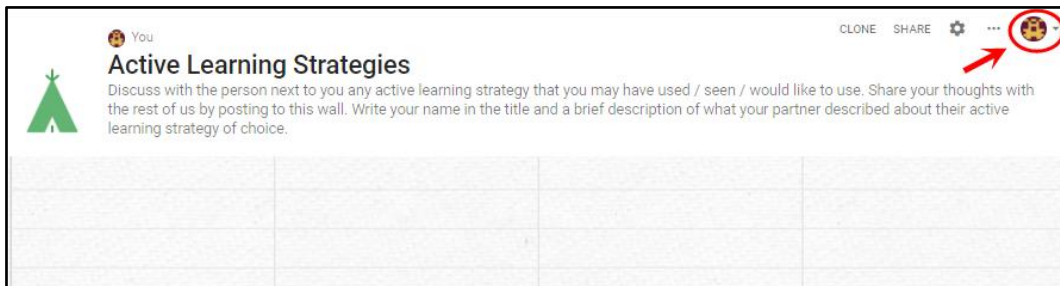 You
CLONE SHARE
Active Learning Strategies
Discuss with the person next to you any active learning strategy that you may have used / seen / would like to use. Share your thoughts with
the rest of us by posting to this wall. Write your name in the title and a brief description of what your partner described about their active
learning strategy of choice.